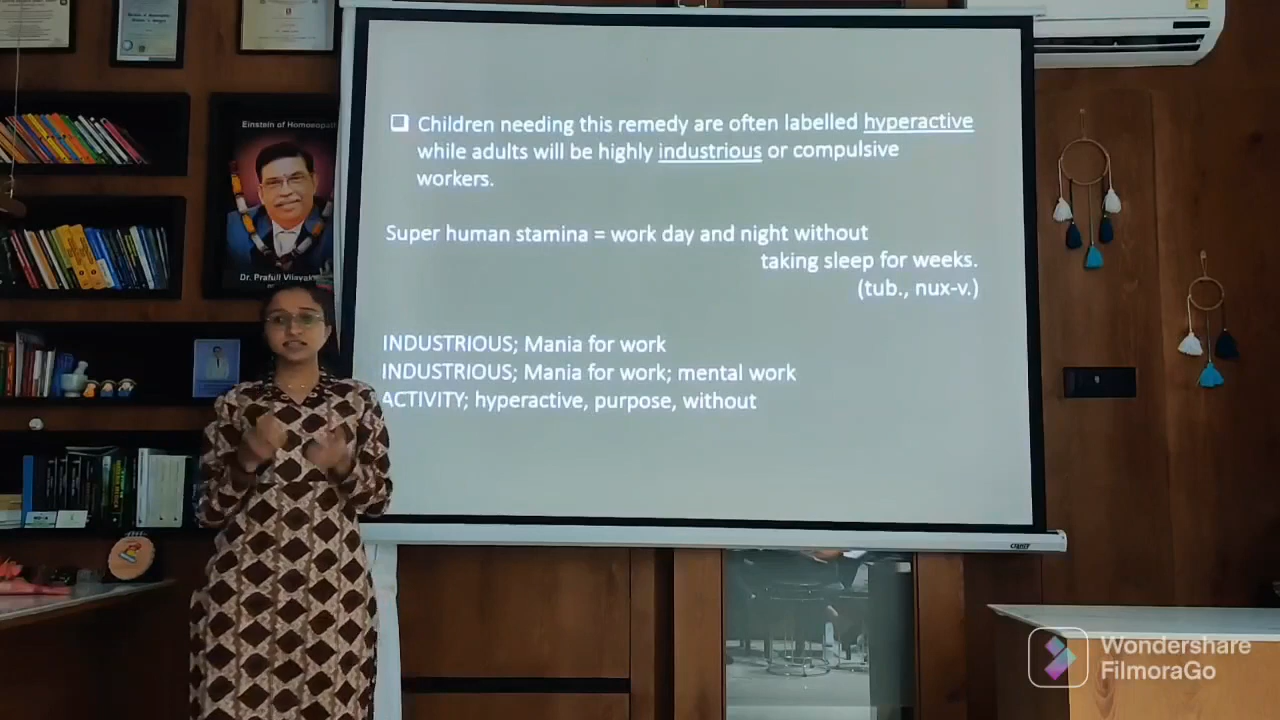 Einstein of Homoeopat
Dr. Prafull Vijayak
❑ Children needing this remedy are often labelled hyperactive
while adults will be highly industrious or compulsive
workers.
Super human stamina = work day and night without
taking sleep for weeks.
(tub., nux-v.)
INDUSTRIOUS; Mania for work
INDUSTRIOUS; Mania for work; mental work
ACTIVITY; hyperactive, purpose, without
Wondershare
FilmoraGo